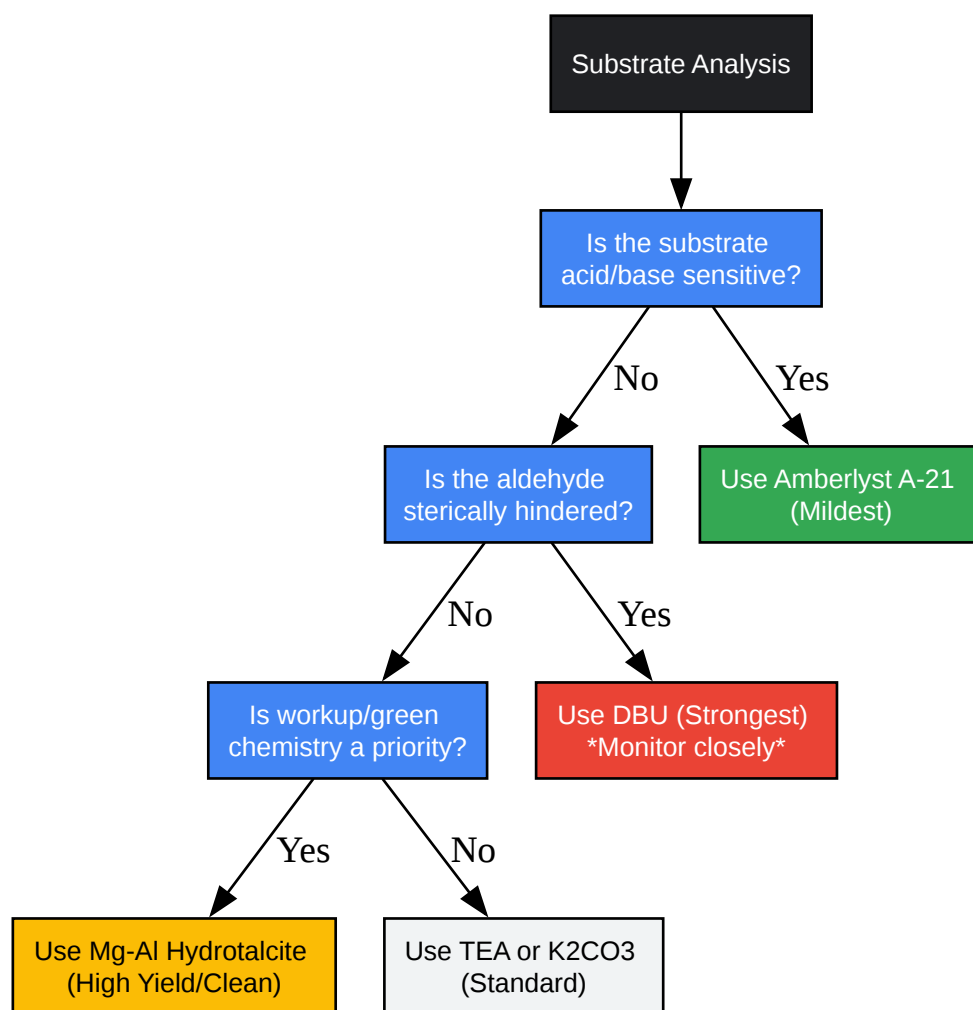 Substrate Analysis
Is the substrate
acid/base sensitive?
No
Yes
Is the aldehyde
sterically hindered?
Use Amberlyst A-21
(Mildest)
No
Yes
Is workup/green
chemistry a priority?
Use DBU (Strongest)
*Monitor closely*
Yes
No
Use Mg-Al Hydrotalcite
(High Yield/Clean)
Use TEA or K2CO3
(Standard)